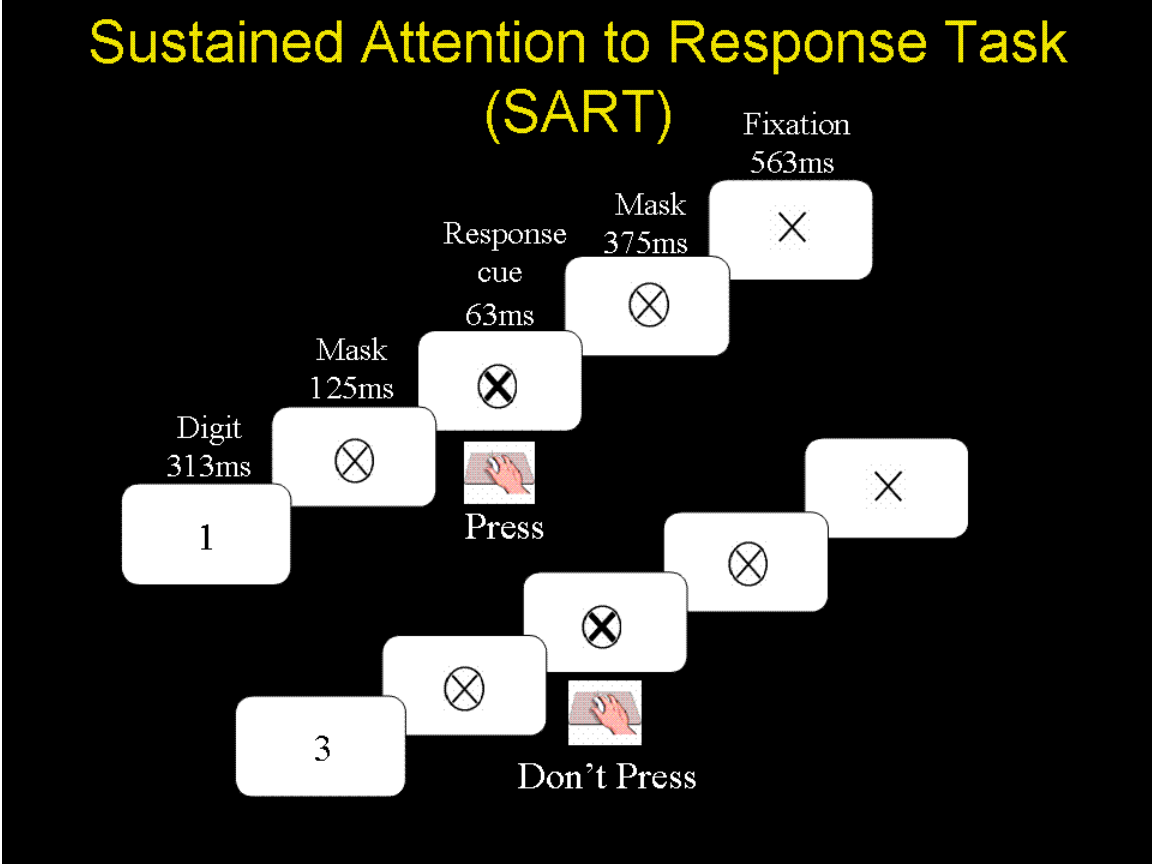 Sustained Attention to Response Task
(SART)
Fixation
563ms
Mask
375ms
Response
cue
63ms
Mask
125ms
Digit
313ms
1
Press
3
Don’t Press